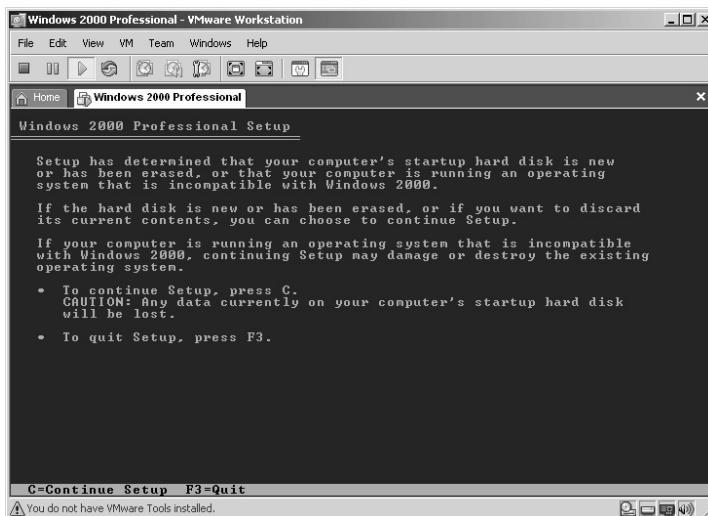 Windows 2000 Professional - VMware Workstation
File Edit View VM Team Windows Help
Home Windows 2000 Professional
Windows 2000 Professional Setup
Setup has determined that your computer's startup hard disk is new
or has been erased, or that your computer is running an operating
system that is incompatible with Windows 2000.
If the hard disk is new or has been erased, or if you want to discard
its current contents, you can choose to continue Setup.
If your computer is running an operating system that is incompatible
with Windows 2000, continuing Setup may damage or destroy the existing
operating system.
• To continue Setup, press C.
CAUTION: Any data currently on your computer's startup hard disk
will be lost.
• To quit Setup, press F3.
C=Continue Setup F3=Quit
You do not have VMware Tools installed.